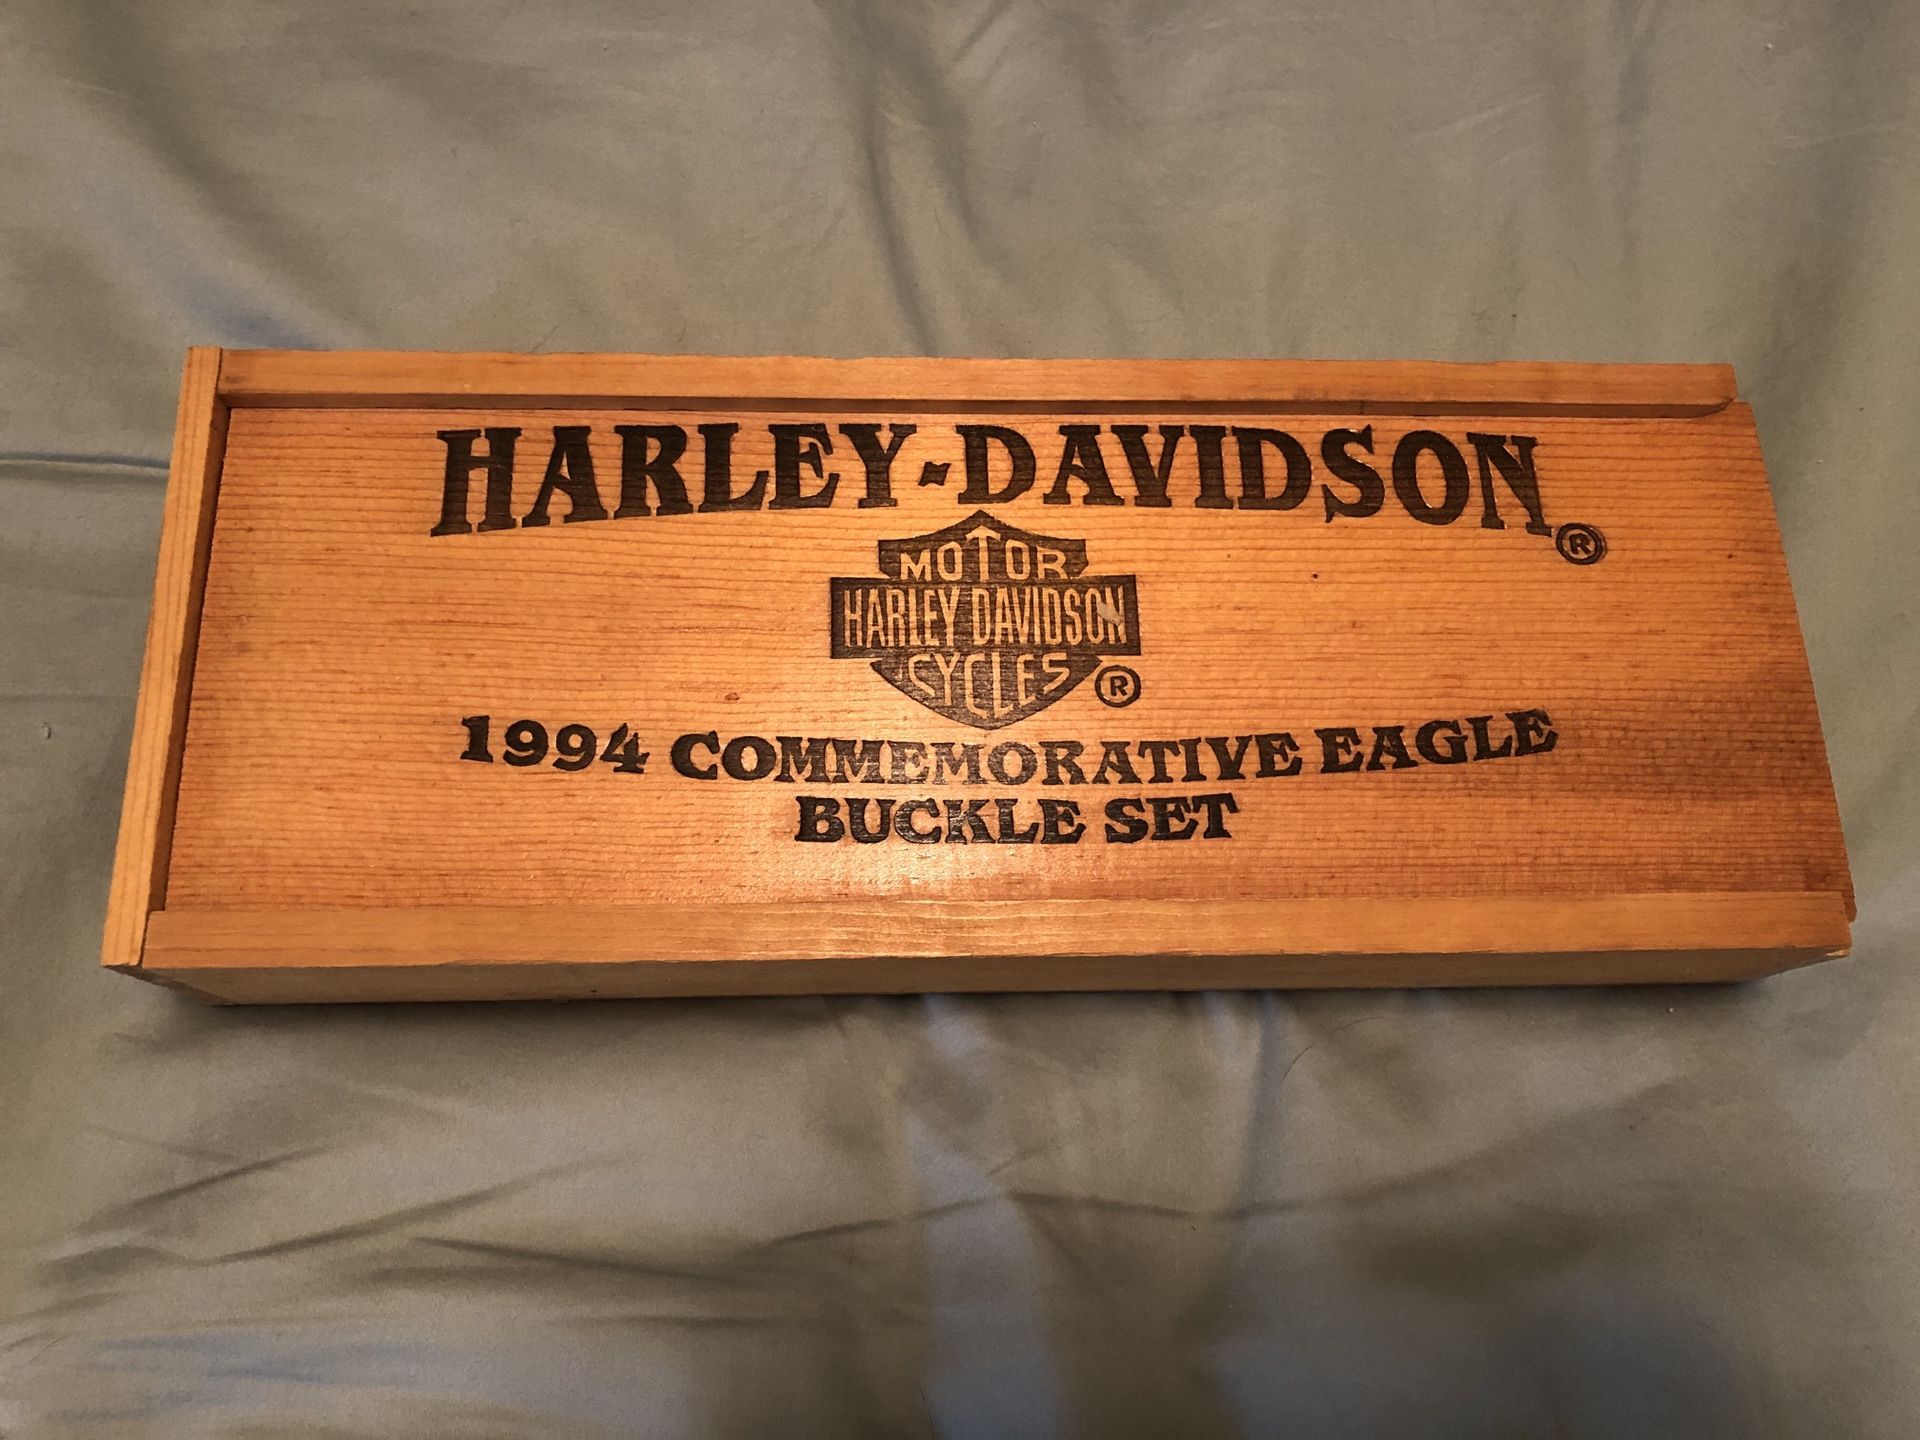 HARLEY-DAVIDSON®
MOTOR
HARLEY-DAVIDSON
CYCLES ®
1994 COMMEMORATIVE EAGLE
BUCKLE SET